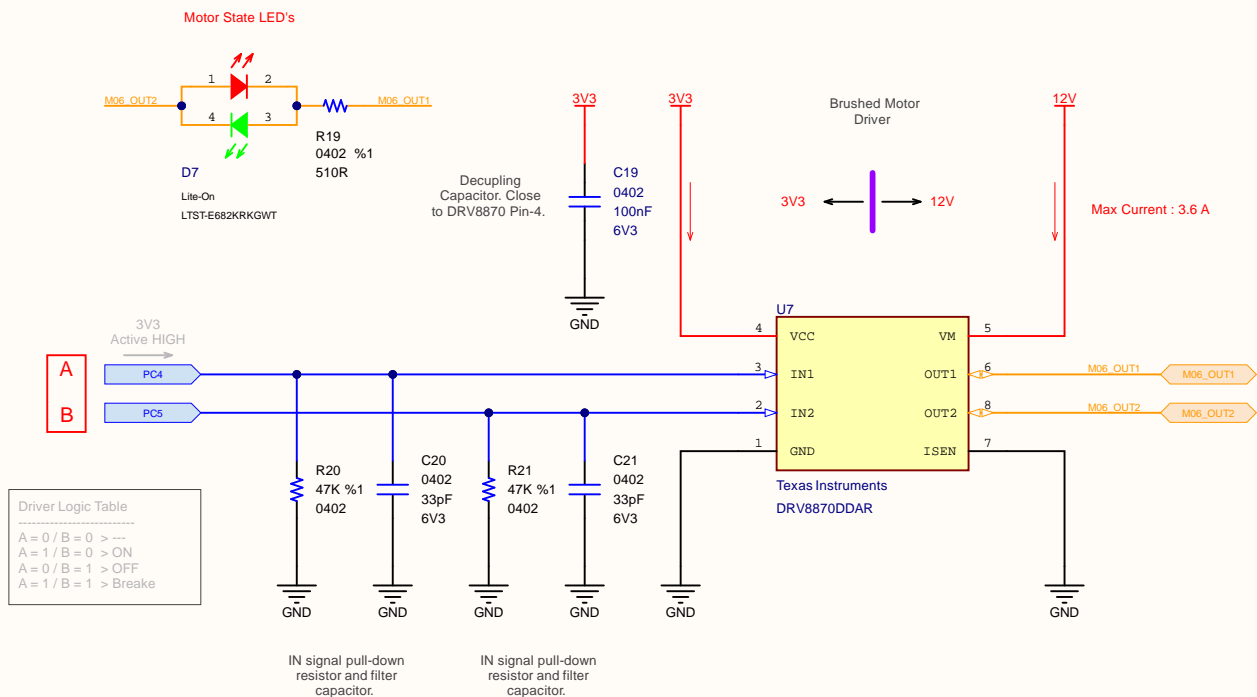 Motor State LED's
1
2
M06_OUT2
M06_OUT1
4
3
R19
0402 %1
510R
D7
Lite-On
LTST-E682KRKGWT
3V3
3V3
12V
Decupling
Capacitor. Close
to DRV8870 Pin-4.
C19
0402
100nF
6V3
GND
Brushed Motor
Driver
3V3
12V
Max Current : 3.6 A
U7
4
VCC
VM
5
3
IN1
OUT1
6
2
IN2
OUT2
8
1
GND
ISEN
7
M06_OUT1
M06_OUT1
M06_OUT2
M06_OUT2
Texas Instruments
DRV8870DDAR
3V3
Active HIGH
A
PC4
B
PC5
R20
47K %1
0402
C20
0402
33pF
6V3
R21
47K %1
0402
C21
0402
33pF
6V3
Driver Logic Table
--------------------------
A = 0 / B = 0 > ---
A = 1 / B = 0 > ON
A = 0 / B = 1 > OFF
A = 1 / B = 1 > Breake
GND
GND
GND
GND
GND
GND
IN signal pull-down
resistor and filter
capacitor.
IN signal pull-down
resistor and filter
capacitor.